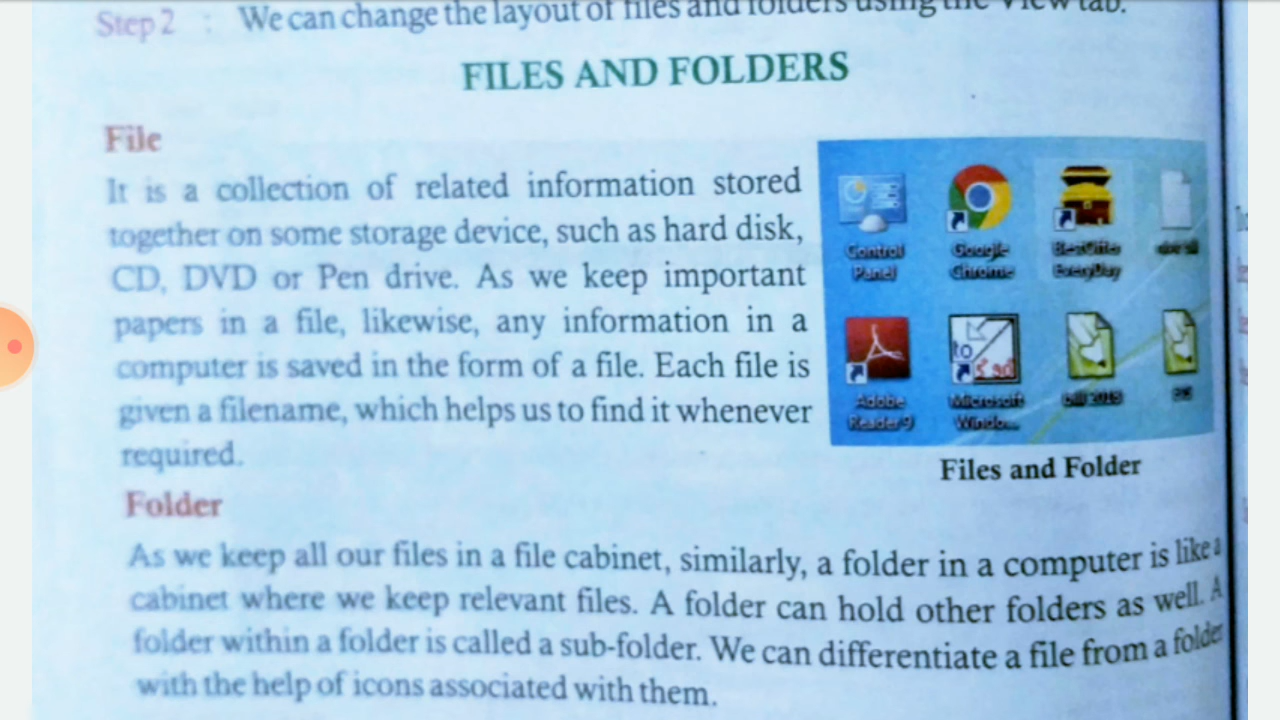 Step 2 : We can change the layout of files and folders using the View tab.
FILES AND FOLDERS
File
It is a collection of related information stored
together on some storage device, such as hard disk,
CD, DVD or Pen drive. As we keep important
papers in a file, likewise, any information in a
computer is saved in the form of a file. Each file is
given a filename, which helps us to find it whenever
required.
Control Panel
Google Chrome
BestOffer EveryDay
Adobe Reader 9
Microsoft Windo...
bill 2015
Files and Folder
Folder
As we keep all our files in a file cabinet, similarly, a folder in a computer is like a
cabinet where we keep relevant files. A folder can hold other folders as well. A
folder within a folder is called a sub-folder. We can differentiate a file from a folder
with the help of icons associated with them.